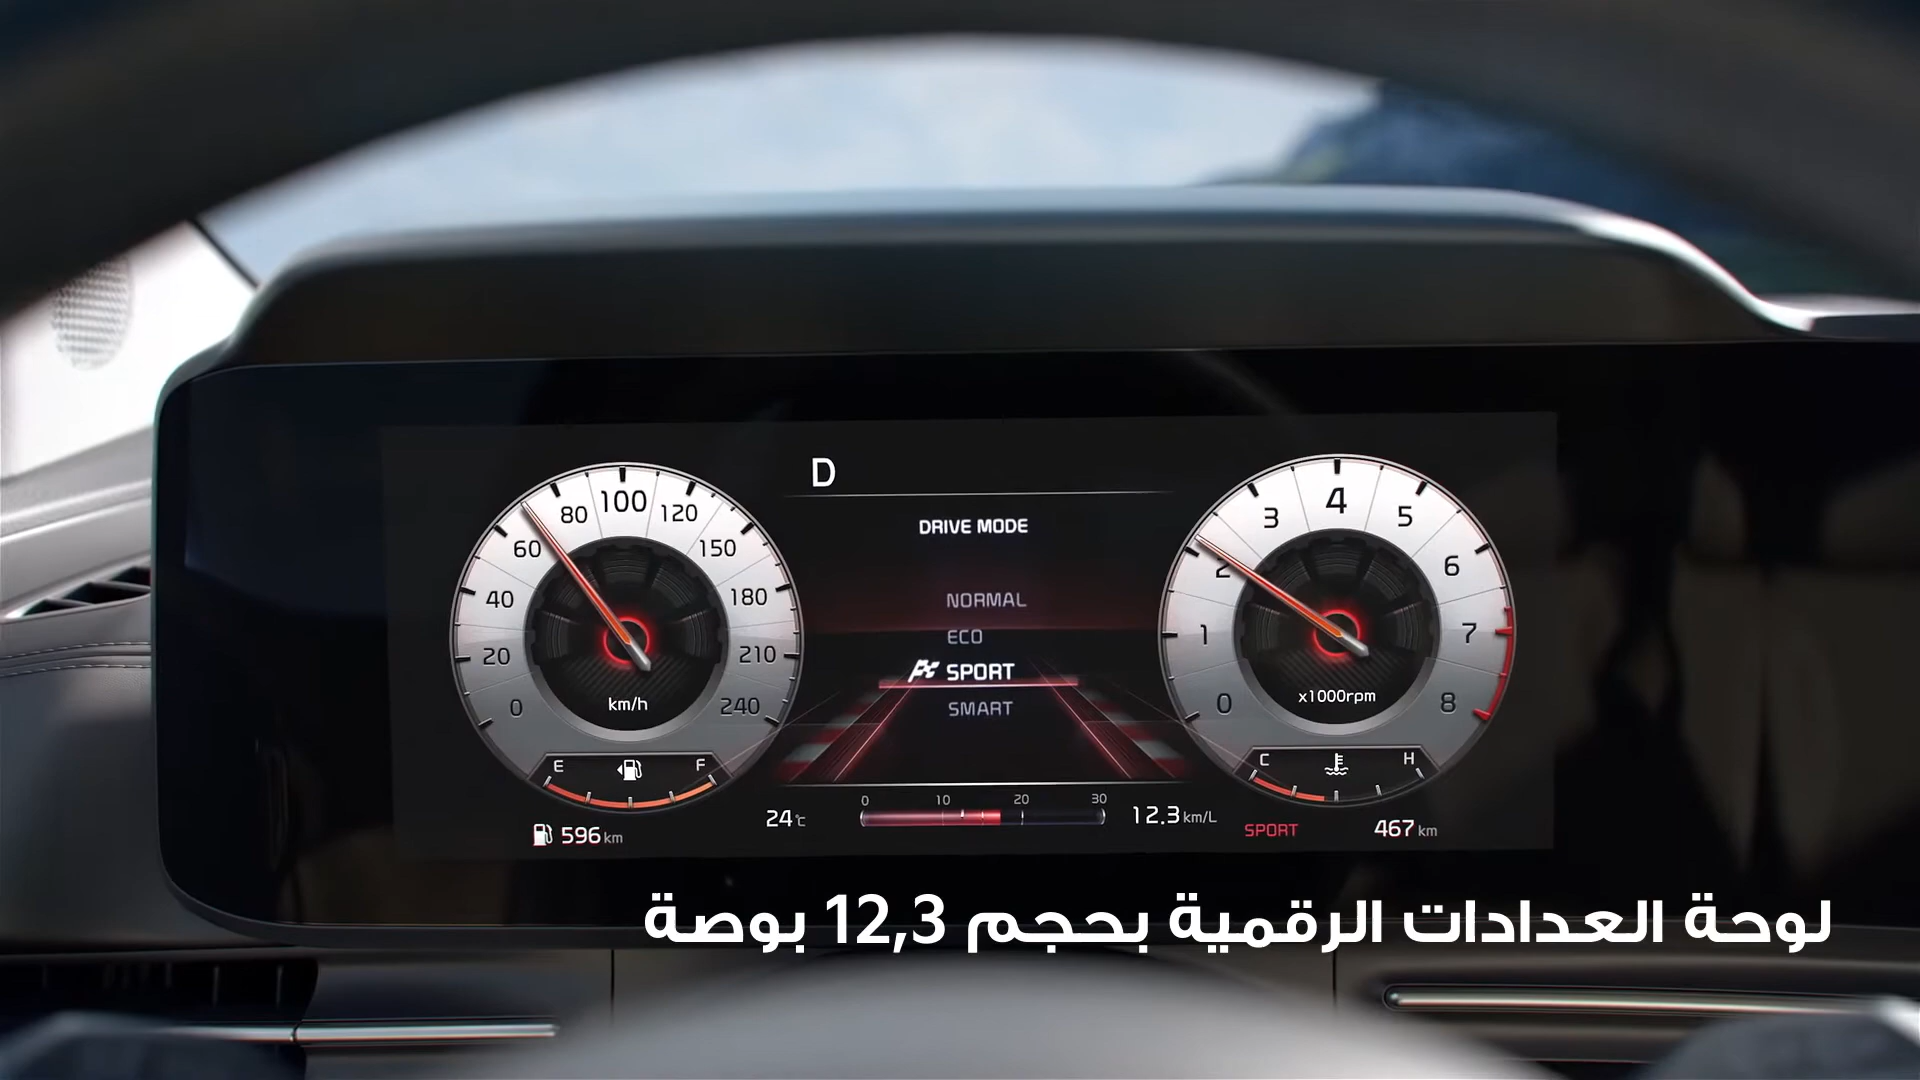 D
DRIVE MODE
NORMAL
ECO
SPORT
SMART
0 20 40 60 80 100 120 150 180 210 240
km/h
E F
596 km
0 1 2 3 4 5 6 7 8
x1000rpm
C H
24°C
0 10 20 30
12.3 km/L
SPORT
467 km
لوحة العدادات الرقمية بحجم 12,3 بوصة